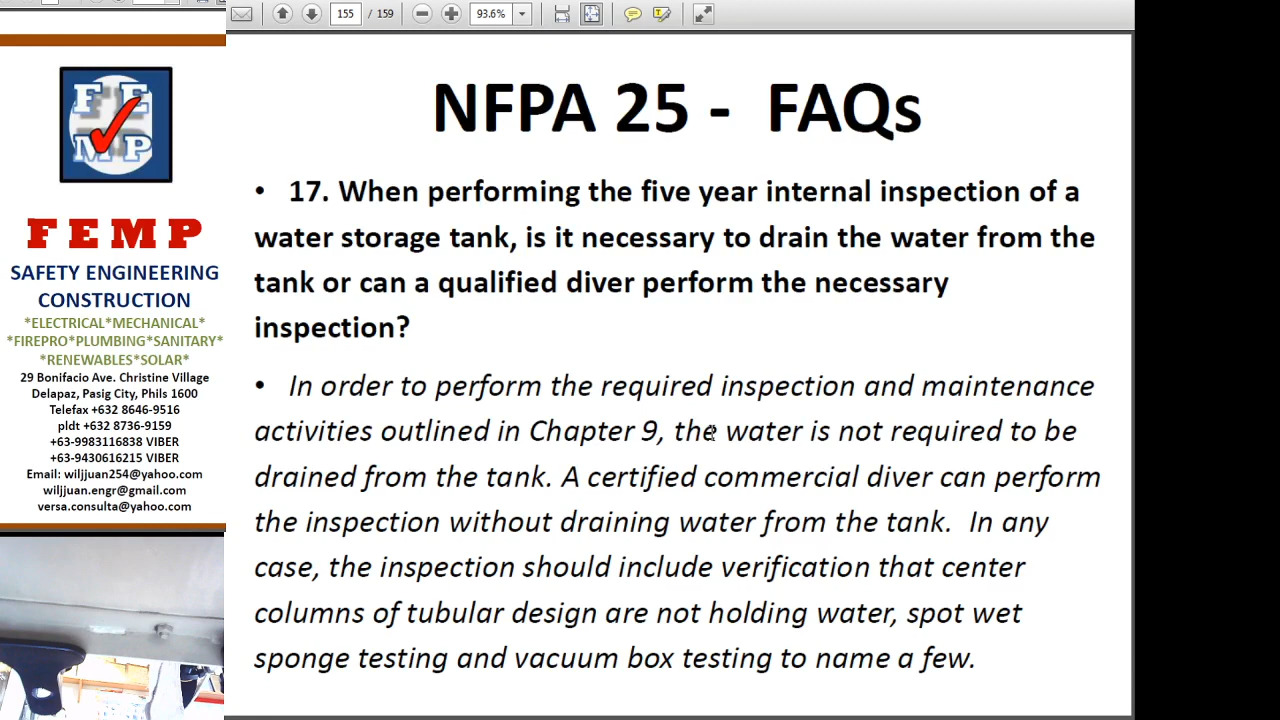 155 / 159
93.6%
F E
M P
F E M P
SAFETY ENGINEERING
CONSTRUCTION
*ELECTRICAL*MECHANICAL*
*FIREPRO*PLUMBING*SANITARY*
*RENEWABLES*SOLAR*
29 Bonifacio Ave. Christine Village
Delapaz, Pasig City, Phils 1600
Telefax +632 8646-9516
pldt +632 8736-9159
+63-9983116838 VIBER
+63-9430616215 VIBER
Email: wiljjuan254@yahoo.com
wiljjuan.engr@gmail.com
versa.consulta@yahoo.com
NFPA 25 - FAQs
• 17. When performing the five year internal inspection of a
water storage tank, is it necessary to drain the water from the
tank or can a qualified diver perform the necessary
inspection?
• In order to perform the required inspection and maintenance
activities outlined in Chapter 9, the water is not required to be
drained from the tank. A certified commercial diver can perform
the inspection without draining water from the tank. In any
case, the inspection should include verification that center
columns of tubular design are not holding water, spot wet
sponge testing and vacuum box testing to name a few.